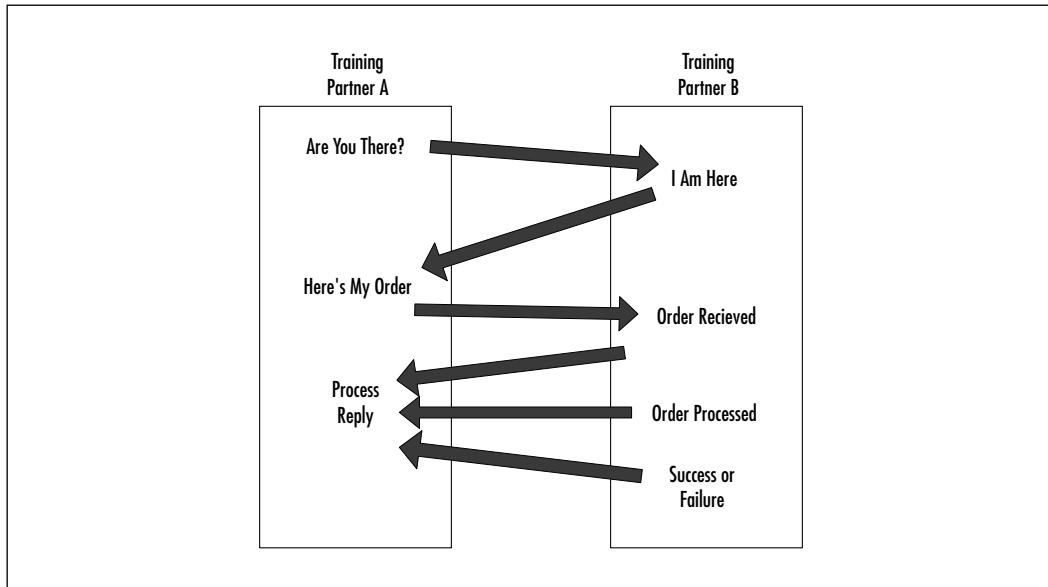 Training
Partner A
Training
Partner B
Are You There?
I Am Here
Here's My Order
Order Recieved
Process
Reply
Order Processed
Success or
Failure